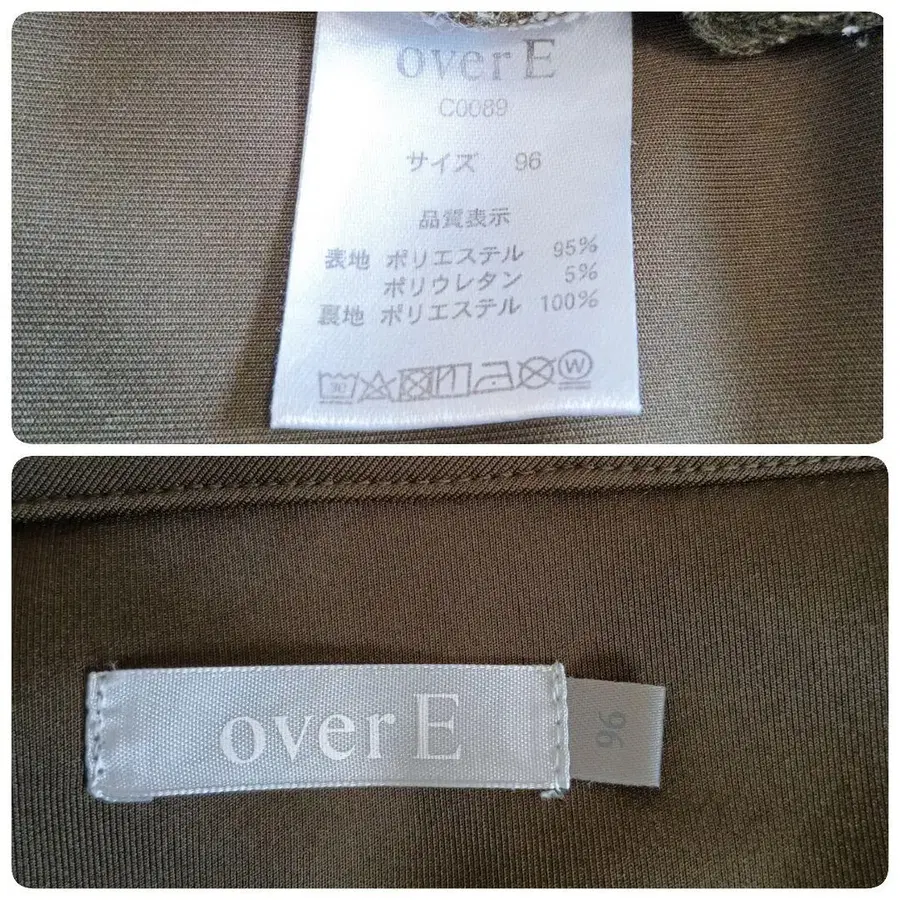 over E
C0089
サイズ 96
品質表示
表地 ポリエステル 95%
ポリウレタン 5%
裏地 ポリエステル 100%
W
over E
96